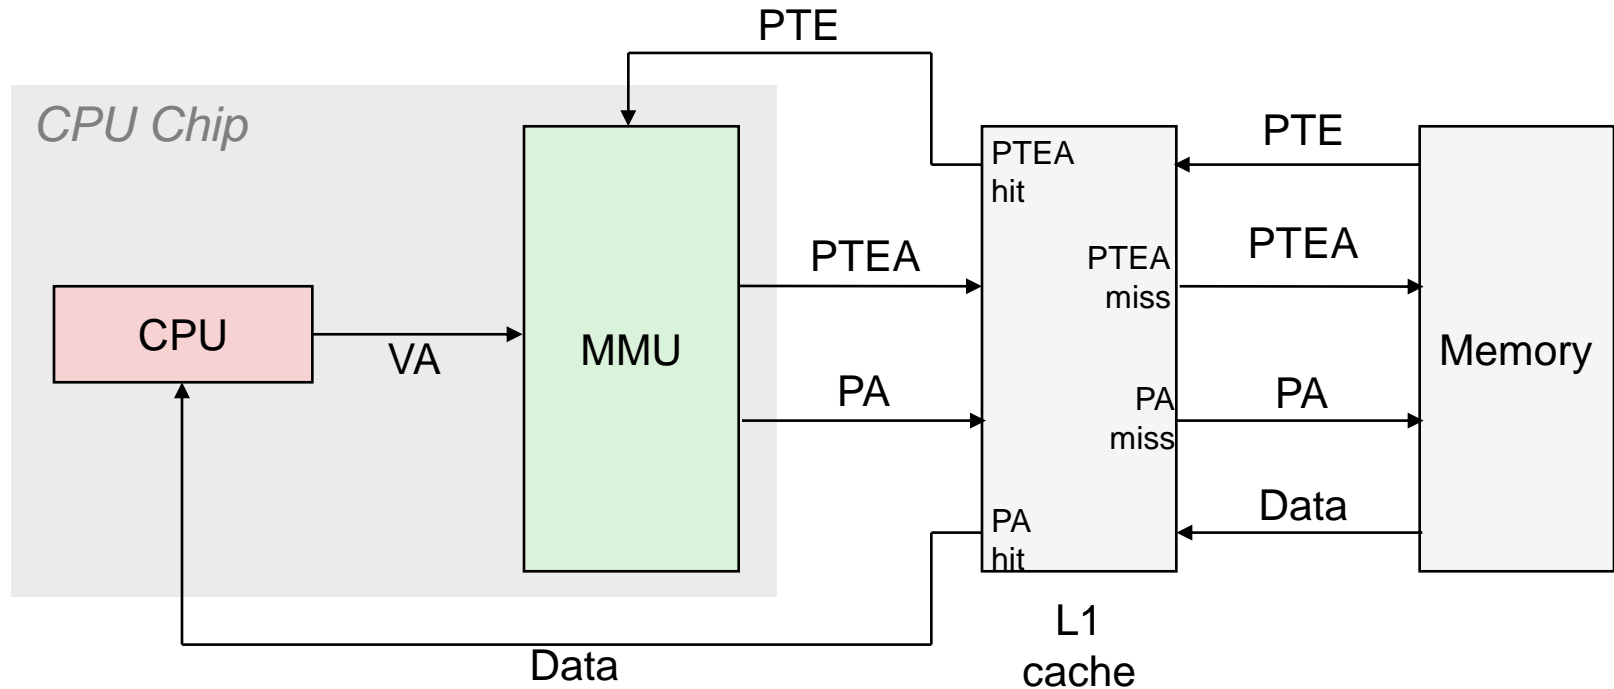 PTE
CPU Chip
PTEA
hit
PTE
PTEA
PTEA
miss
PTEA
CPU
VA
MMU
Memory
PA
PA
miss
PA
PA
hit
Data
Data
L1
cache